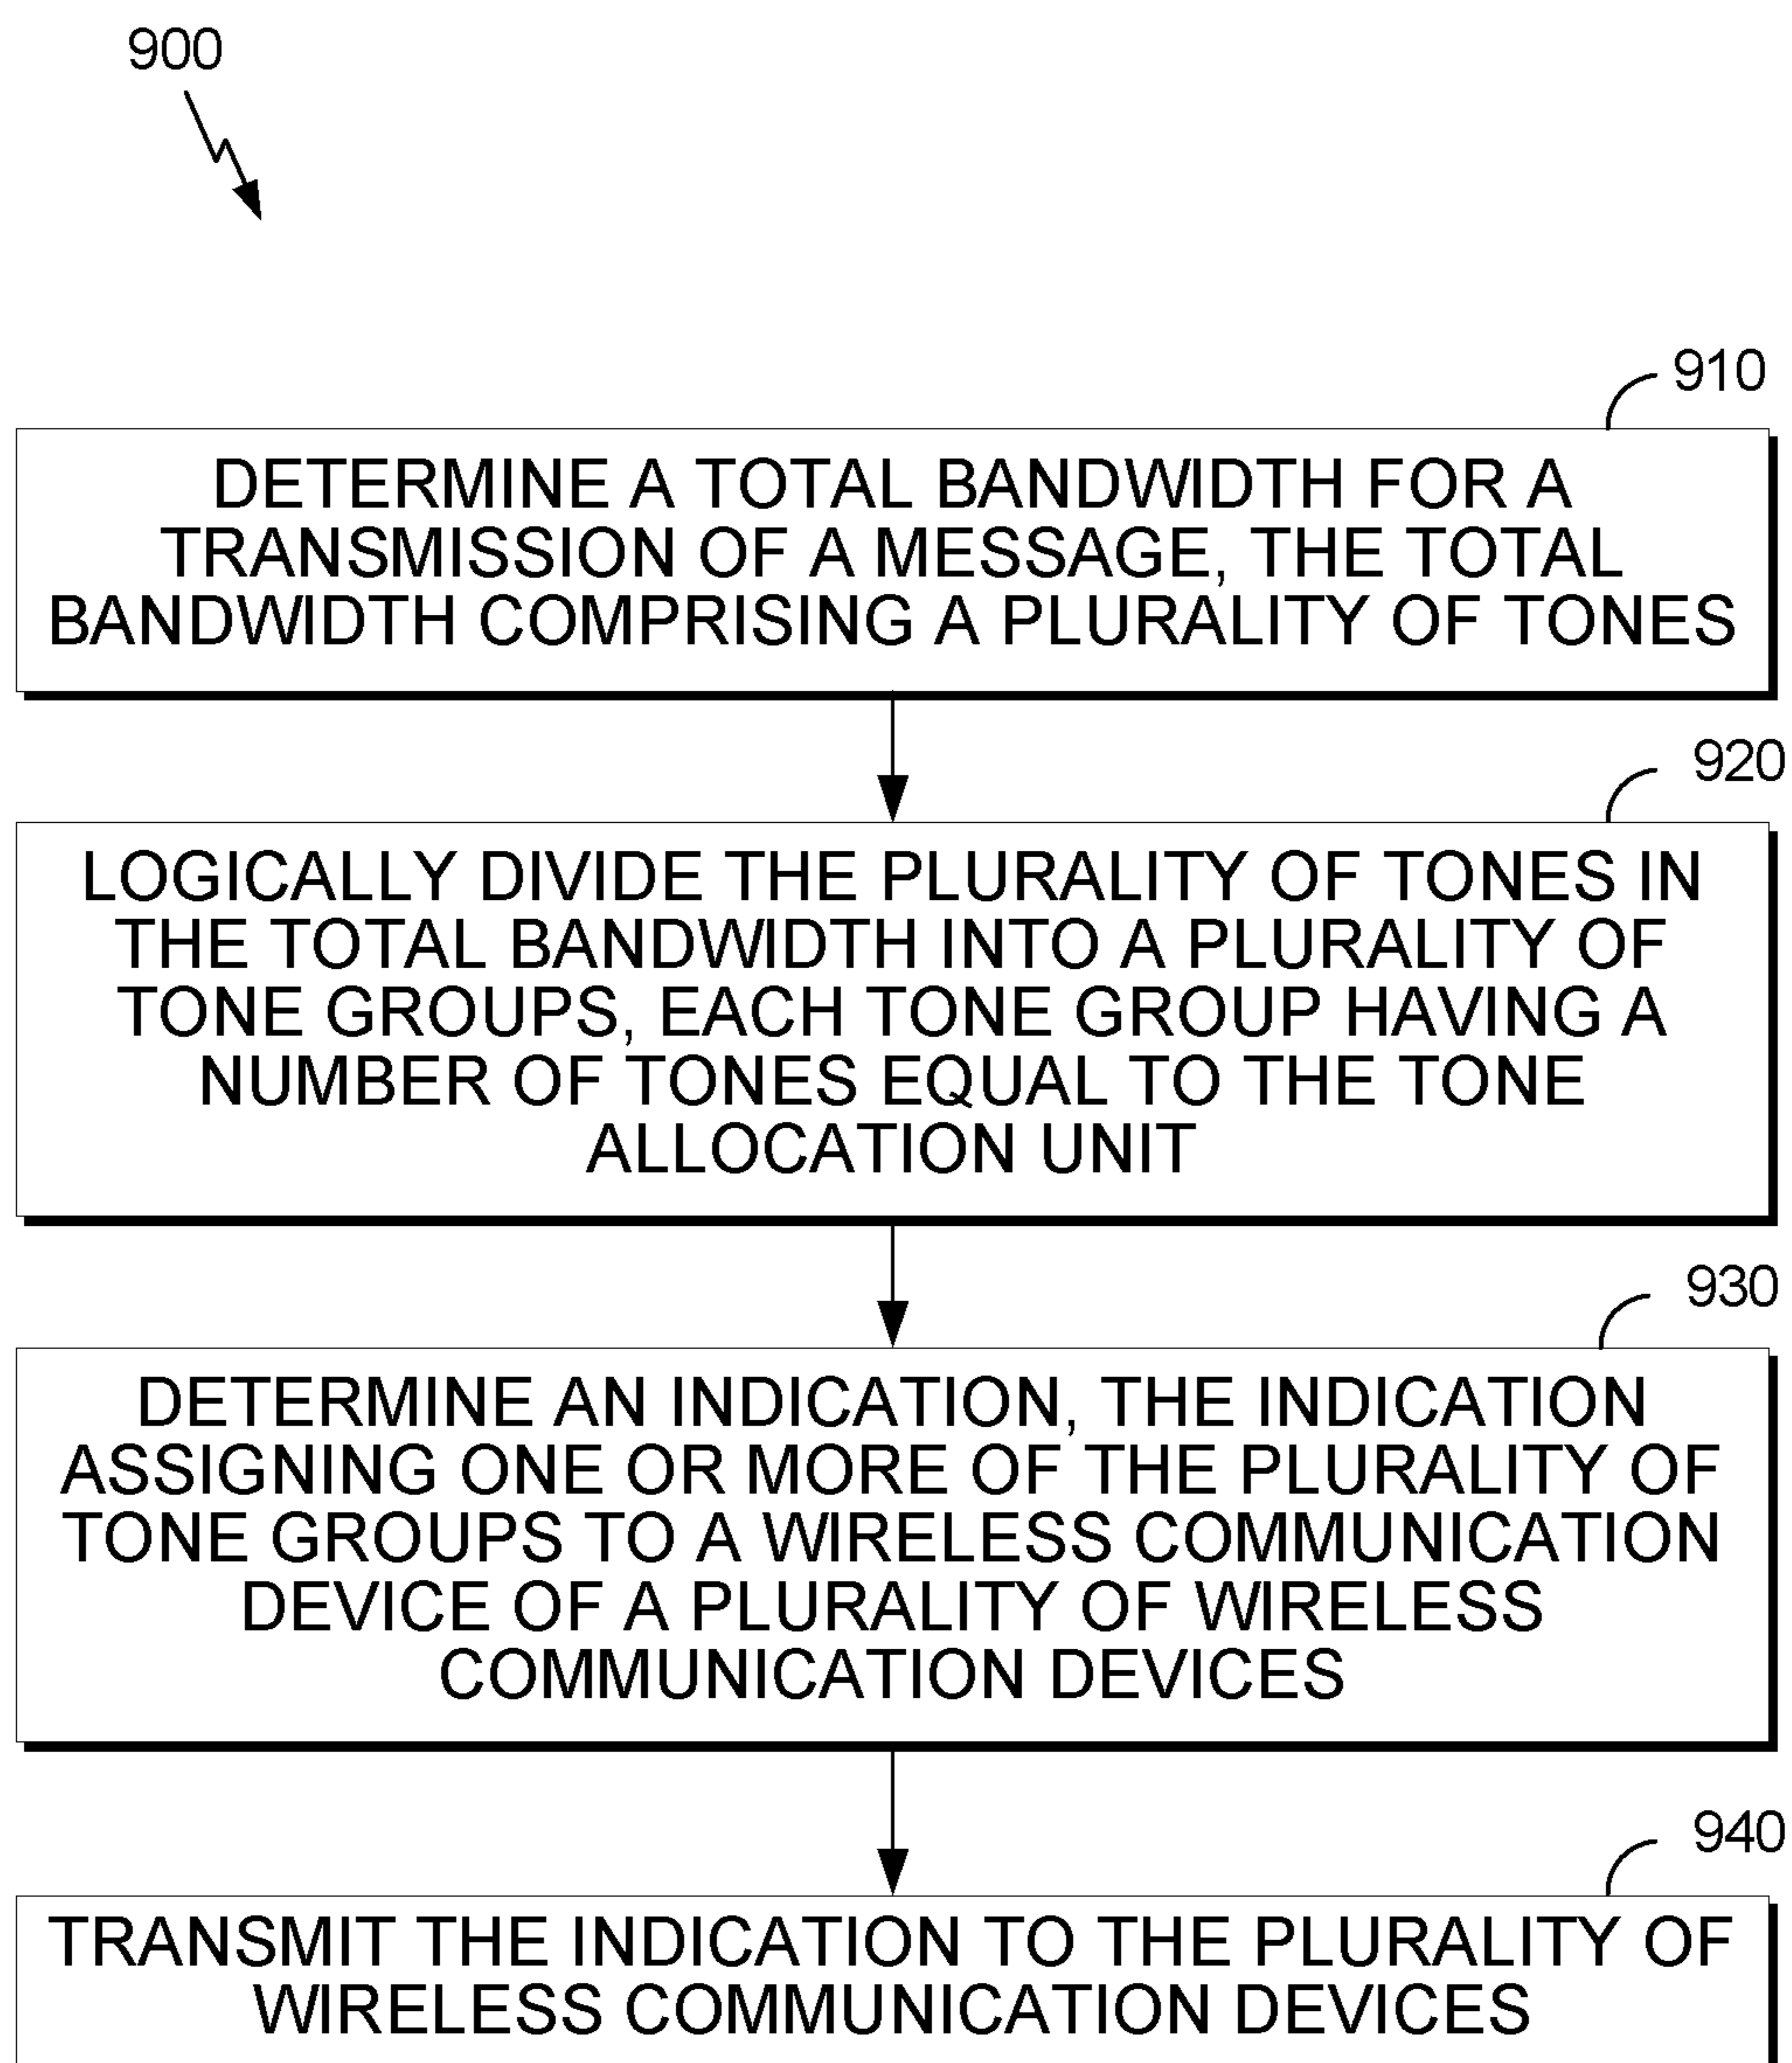 900
910
DETERMINE A TOTAL BANDWIDTH FOR A
TRANSMISSION OF A MESSAGE, THE TOTAL
BANDWIDTH COMPRISING A PLURALITY OF TONES
920
LOGICALLY DIVIDE THE PLURALITY OF TONES IN
THE TOTAL BANDWIDTH INTO A PLURALITY OF
TONE GROUPS, EACH TONE GROUP HAVING A
NUMBER OF TONES EQUAL TO THE TONE
ALLOCATION UNIT
930
DETERMINE AN INDICATION, THE INDICATION
ASSIGNING ONE OR MORE OF THE PLURALITY OF
TONE GROUPS TO A WIRELESS COMMUNICATION
DEVICE OF A PLURALITY OF WIRELESS
COMMUNICATION DEVICES
940
TRANSMIT THE INDICATION TO THE PLURALITY OF
WIRELESS COMMUNICATION DEVICES